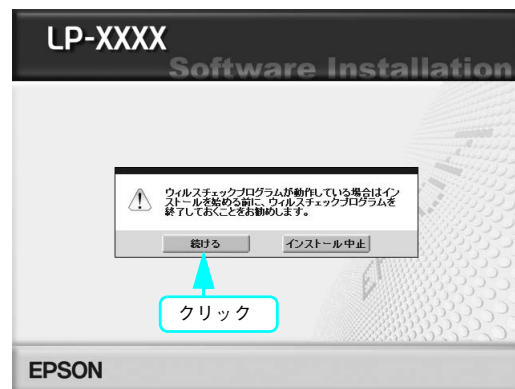 LP-XXXX
Software Installation
ウィルスチェックプログラムが動作している場合はイン
ストールを始める前に、ウィルスチェックプログラムを
終了しておくことをお勧めします。
続ける
インストール中止
クリック
EPSON